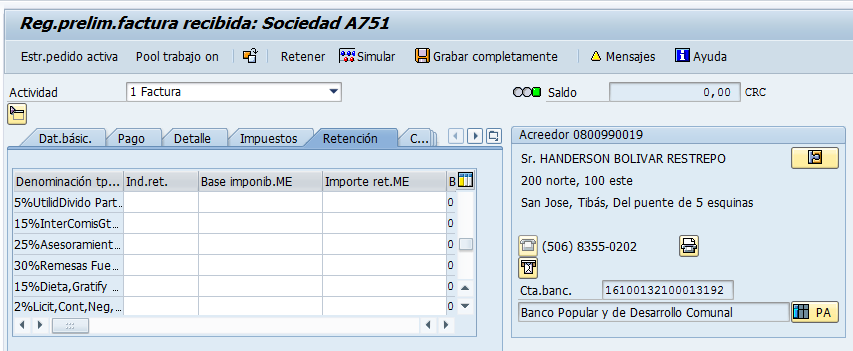 Reg.prelim.factura recibida: Sociedad A751
Estr.pedido activa Pool trabajo on Retener Simular Grabar completamente Mensajes Ayuda
Actividad 1 Factura Saldo 0,00 CRC
Dat.básic. Pago Detalle Impuestos Retención C...
Acreedor 0800990019
Sr. HANDERSON BOLIVAR RESTREPO
200 norte, 100 este
San Jose, Tibás, Del puente de 5 esquinas
(506) 8355-0202
Cta.banc. 16100132100013192
Banco Popular y de Desarrollo Comunal PA
Denominación tp... Ind.ret. Base imponib.ME Importe ret.ME B
5%UtilidDivido Part... 0
15%InterComisGt... 0
25%Asesoramient... 0
30%Remesas Fue... 0
15%Dieta,Gratify ... 0
2%Licit,Cont,Neg,... 0